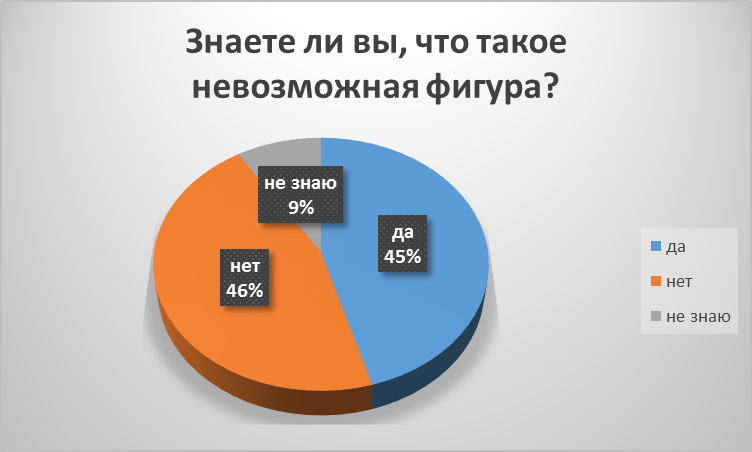 Знаете ли вы, что такое
невозможная фигура?
не знаю
9%
да
45%
нет
46%
да
нет
не знаю